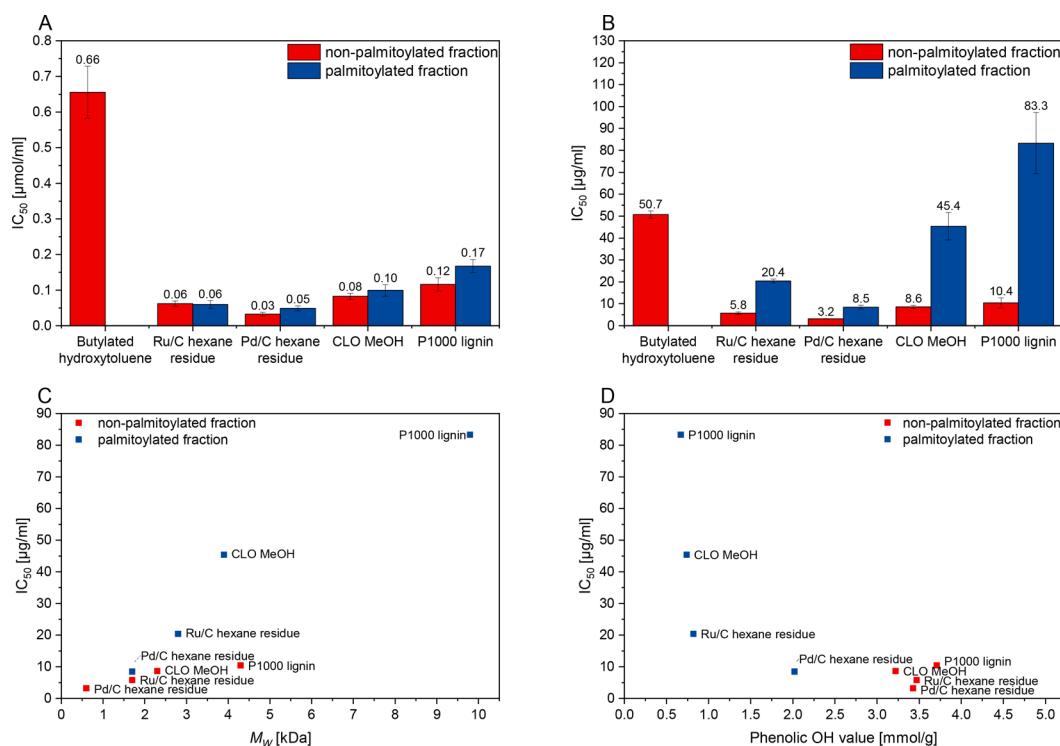 A
0.8
0.7
0.6
0.5
0.4
0.3
0.2
0.1
0.0
IC50 [µmol/ml]
non-palmitoylated fraction
palmitoylated fraction
0.66
0.06
0.06
0.03
0.05
0.08
0.10
0.12
0.17
Butylated
hydroxytoluene
Ru/C hexane
residue
Pd/C hexane
residue
CLO MeOH
P1000 lignin
B
130
120
110
100
90
80
70
60
50
40
30
20
10
0
IC50 [µg/ml]
non-palmitoylated fraction
palmitoylated fraction
50.7
5.8
20.4
3.2
8.5
8.6
45.4
10.4
83.3
Butylated
hydroxytoluene
Ru/C hexane
residue
Pd/C hexane
residue
CLO MeOH
P1000 lignin
C
90
80
70
60
50
40
30
20
10
0
IC50 [µg/ml]
non-palmitoylated fraction
palmitoylated fraction
P1000 lignin
CLO MeOH
Ru/C hexane residue
Pd/C hexane residue
CLO MeOH
P1000 lignin
Ru/C hexane residue
Pd/C hexane residue
0 1 2 3 4 5 6 7 8 9 10
MW [kDa]
D
90
80
70
60
50
40
30
20
10
0
IC50 [µg/ml]
non-palmitoylated fraction
palmitoylated fraction
P1000 lignin
CLO MeOH
Ru/C hexane residue
Pd/C hexane residue
P1000 lignin
CLO MeOH
Ru/C hexane residue
Pd/C hexane residue
0.0 0.5 1.0 1.5 2.0 2.5 3.0 3.5 4.0 4.5 5.0
Phenolic OH value [mmol/g]